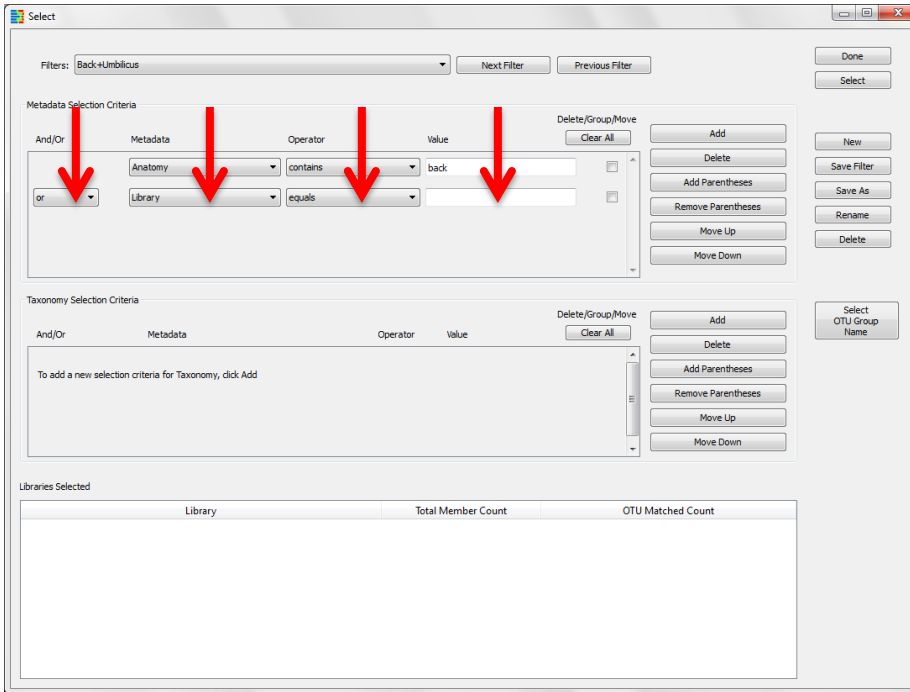 Select
Filters: Back+Umbilicus Next Filter Previous Filter Done
Select
Metadata Selection Criteria
Delete/Group/Move
And/Or Metadata Operator Value Clear All Add
New
Anatomy contains back Delete
Save Filter
Add Parentheses
Save As
or Library equals Remove Parentheses
Rename
Move Up
Delete
Move Down
Taxonomy Selection Criteria
Delete/Group/Move
And/Or Metadata Operator Value Clear All Add
Select
OTU Group
Name
Delete
To add a new selection criteria for Taxonomy, click Add Add Parentheses
Remove Parentheses
Move Up
Move Down
Libraries Selected
Library Total Member Count OTU Matched Count